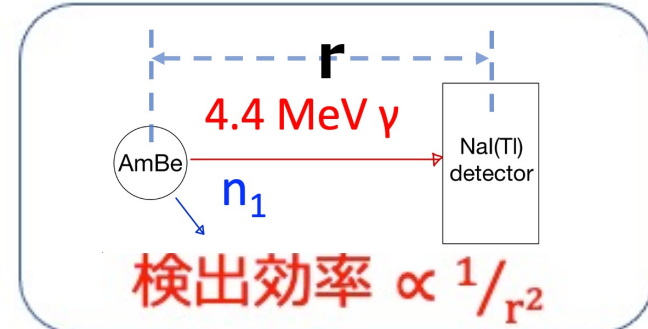 r
4.4 MeV γ
AmBe
NaI(Tl)
detector
n₁
検出効率 ∝ 1/r²